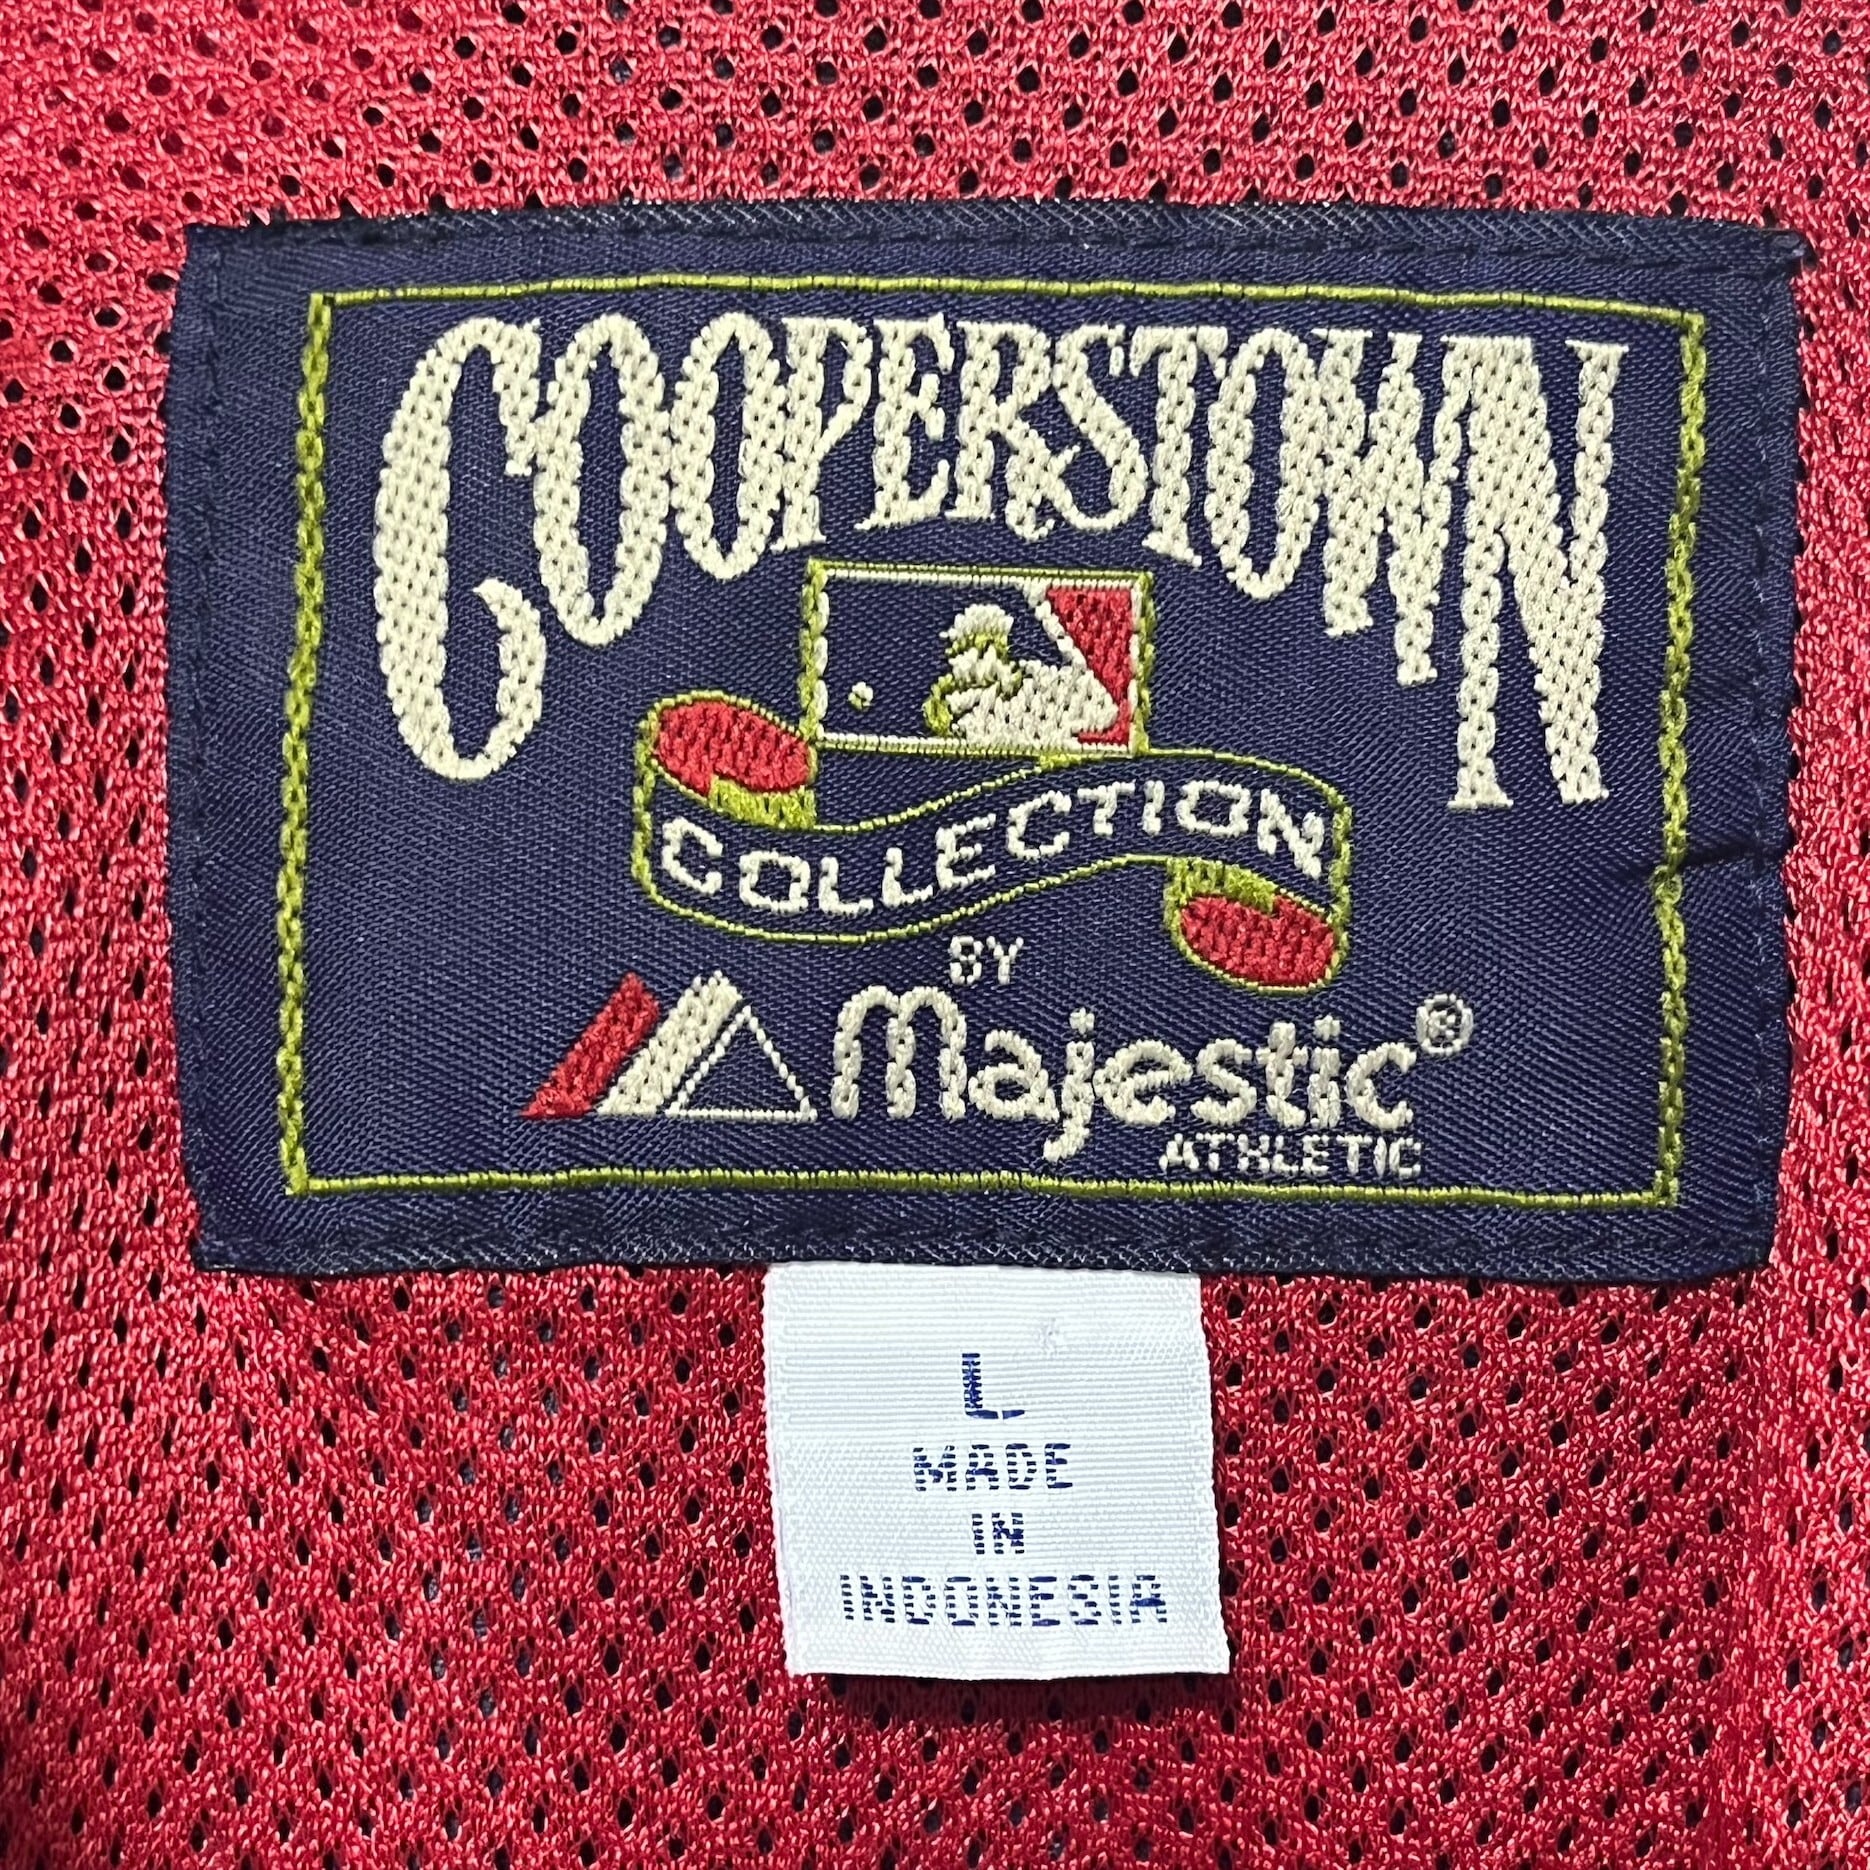 COOPERSTOWN
COLLECTION
BY
Majestic®
ATHLETIC
L
MADE
IN
INDONESIA